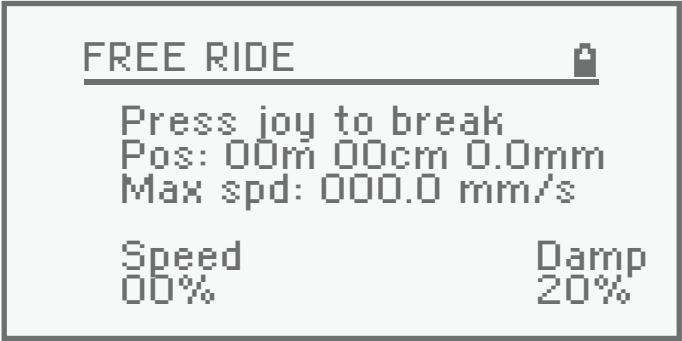 FREE RIDE
Press joy to break
Pos: 00m 00cm 0.0mm
Max spd: 000.0 mm/s
Speed Damp
00% 20%